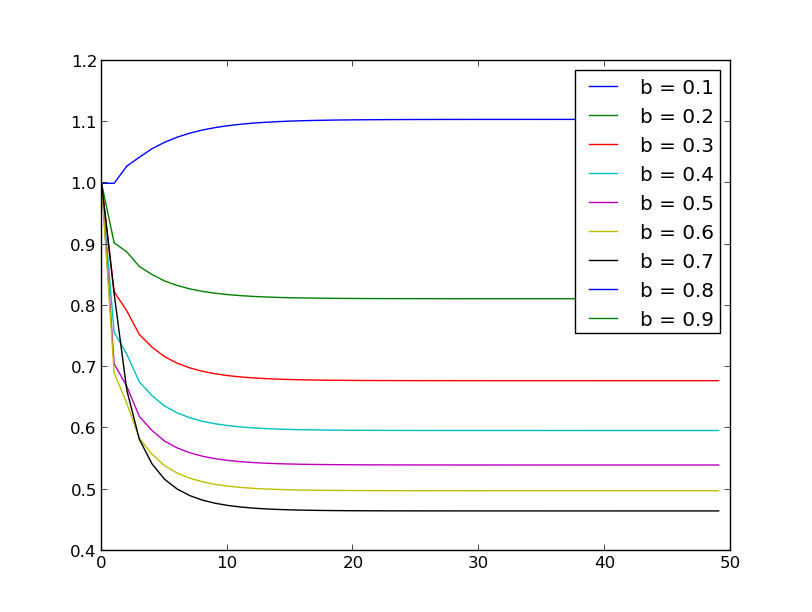 1.2
1.1
1.0
0.9
0.8
0.7
0.6
0.5
0.4
0
10
20
30
40
50
b = 0.1
b = 0.2
b = 0.3
b = 0.4
b = 0.5
b = 0.6
b = 0.7
b = 0.8
b = 0.9